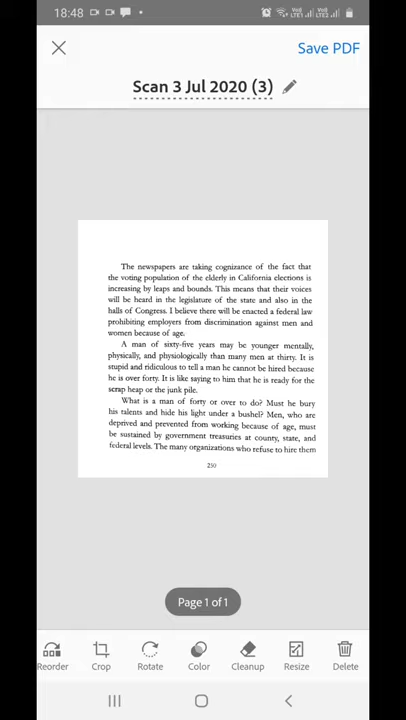 18:48
Save PDF
Scan 3 Jul 2020 (3)
The newspapers are taking cognizance of the fact that
the voting population of the elderly in California elections is
increasing by leaps and bounds. This means that their voices
will be heard in the legislature of the state and also in the
halls of Congress. I believe there will be enacted a federal law
prohibiting employers from discrimination against men and
women because of age.
A man of sixty-five years may be younger mentally,
physically, and physiologically than many men at thirty. It is
stupid and ridiculous to tell a man he cannot be hired because
he is over forty. It is like saying to him that he is ready for the
scrap heap or the junk pile.
What is a man of forty or over to do? Must he bury
his talents and hide his light under a bushel? Men, who are
deprived and prevented from working because of age, must
be sustained by government treasuries at county, state, and
federal levels. The many organizations who refuse to hire them
250
Page 1 of 1
Reorder Crop Rotate Color Cleanup Resize Delete